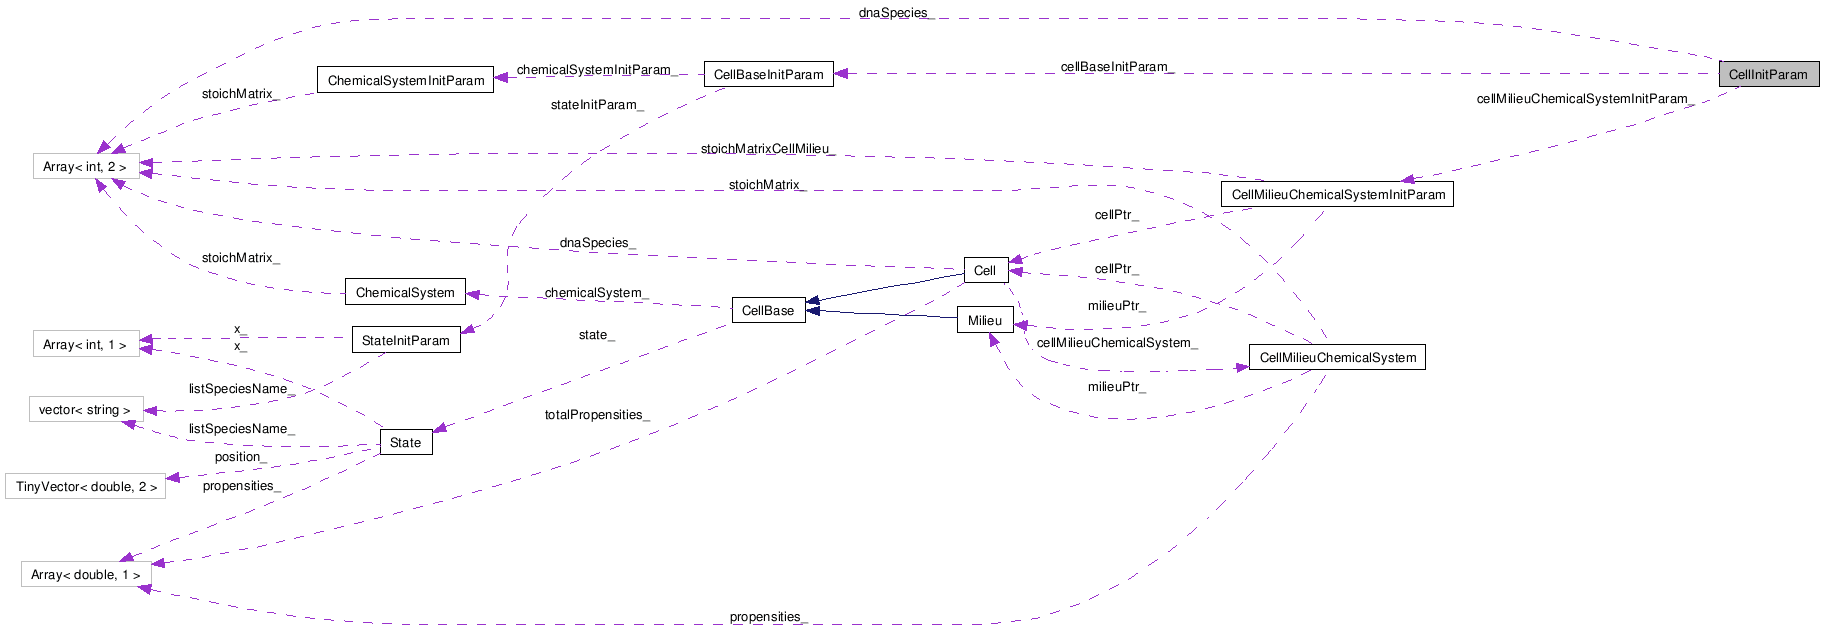 dnaSpecies_
CellInitParam
cellBaseInitParam_
CellBaseInitParam
chemicalSystemInitParam_
ChemicalSystemInitParam
stoichMatrix_
stateInitParam_
cellMilieuChemicalSystemInitParam_
Array< int, 2 >
stoichMatrixCellMilieu_
stoichMatrix_
CellMilieuChemicalSystemInitParam
cellPtr_
dnaSpecies_
stoichMatrix_
Cell
cellPtr_
ChemicalSystem
chemicalSystem_
CellBase
Milieu
milieuPtr_
x_
StateInitParam
Array< int, 1 >
x_
state_
cellMilieuChemicalSystem_
CellMilieuChemicalSystem
milieuPtr_
listSpeciesName_
vector< string >
listSpeciesName_
totalPropensities_
State
position_
TinyVector< double, 2 >
propensities_
Array< double, 1 >
propensities_